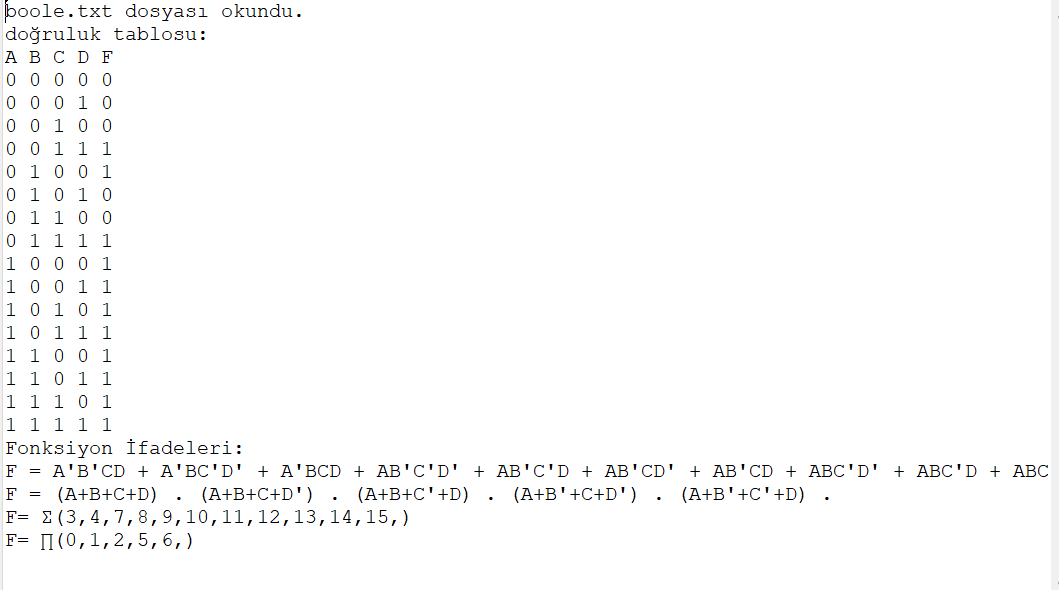 boole.txt dosyası okundu.
doğruluk tablosu:
A B C D F
0 0 0 0 0
0 0 0 1 0
0 0 1 0 0
0 0 1 1 1
0 1 0 0 1
0 1 0 1 0
0 1 1 0 0
0 1 1 1 1
1 0 0 0 1
1 0 0 1 1
1 0 1 0 1
1 0 1 1 1
1 1 0 0 1
1 1 0 1 1
1 1 1 0 1
1 1 1 1 1
Fonksiyon İfadeleri:
F = A'B'CD + A'BC'D' + A'BCD + AB'C'D' + AB'C'D + AB'CD' + AB'CD + ABC'D' + ABC'D + ABC
F = (A+B+C+D) . (A+B+C+D') . (A+B+C'+D) . (A+B'+C+D') . (A+B'+C'+D) .
F= Σ(3,4,7,8,9,10,11,12,13,14,15,)
F= ∏(0,1,2,5,6,)